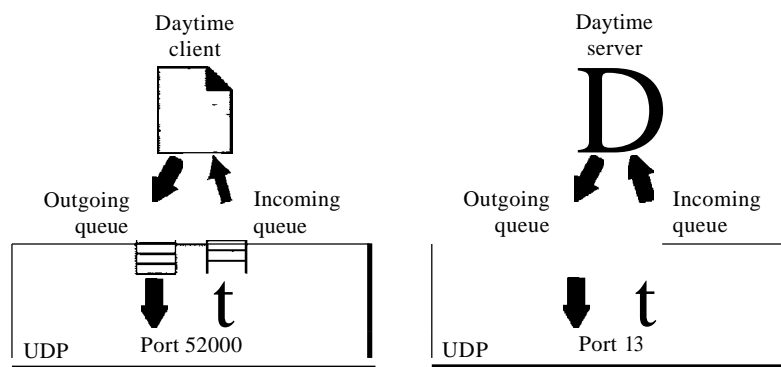 Daytime
client
Daytime
server
D
Outgoing
queue
Incoming
queue
Outgoing
queue
Incoming
queue
t
t
UDP
Port 52000
UDP
Port 13